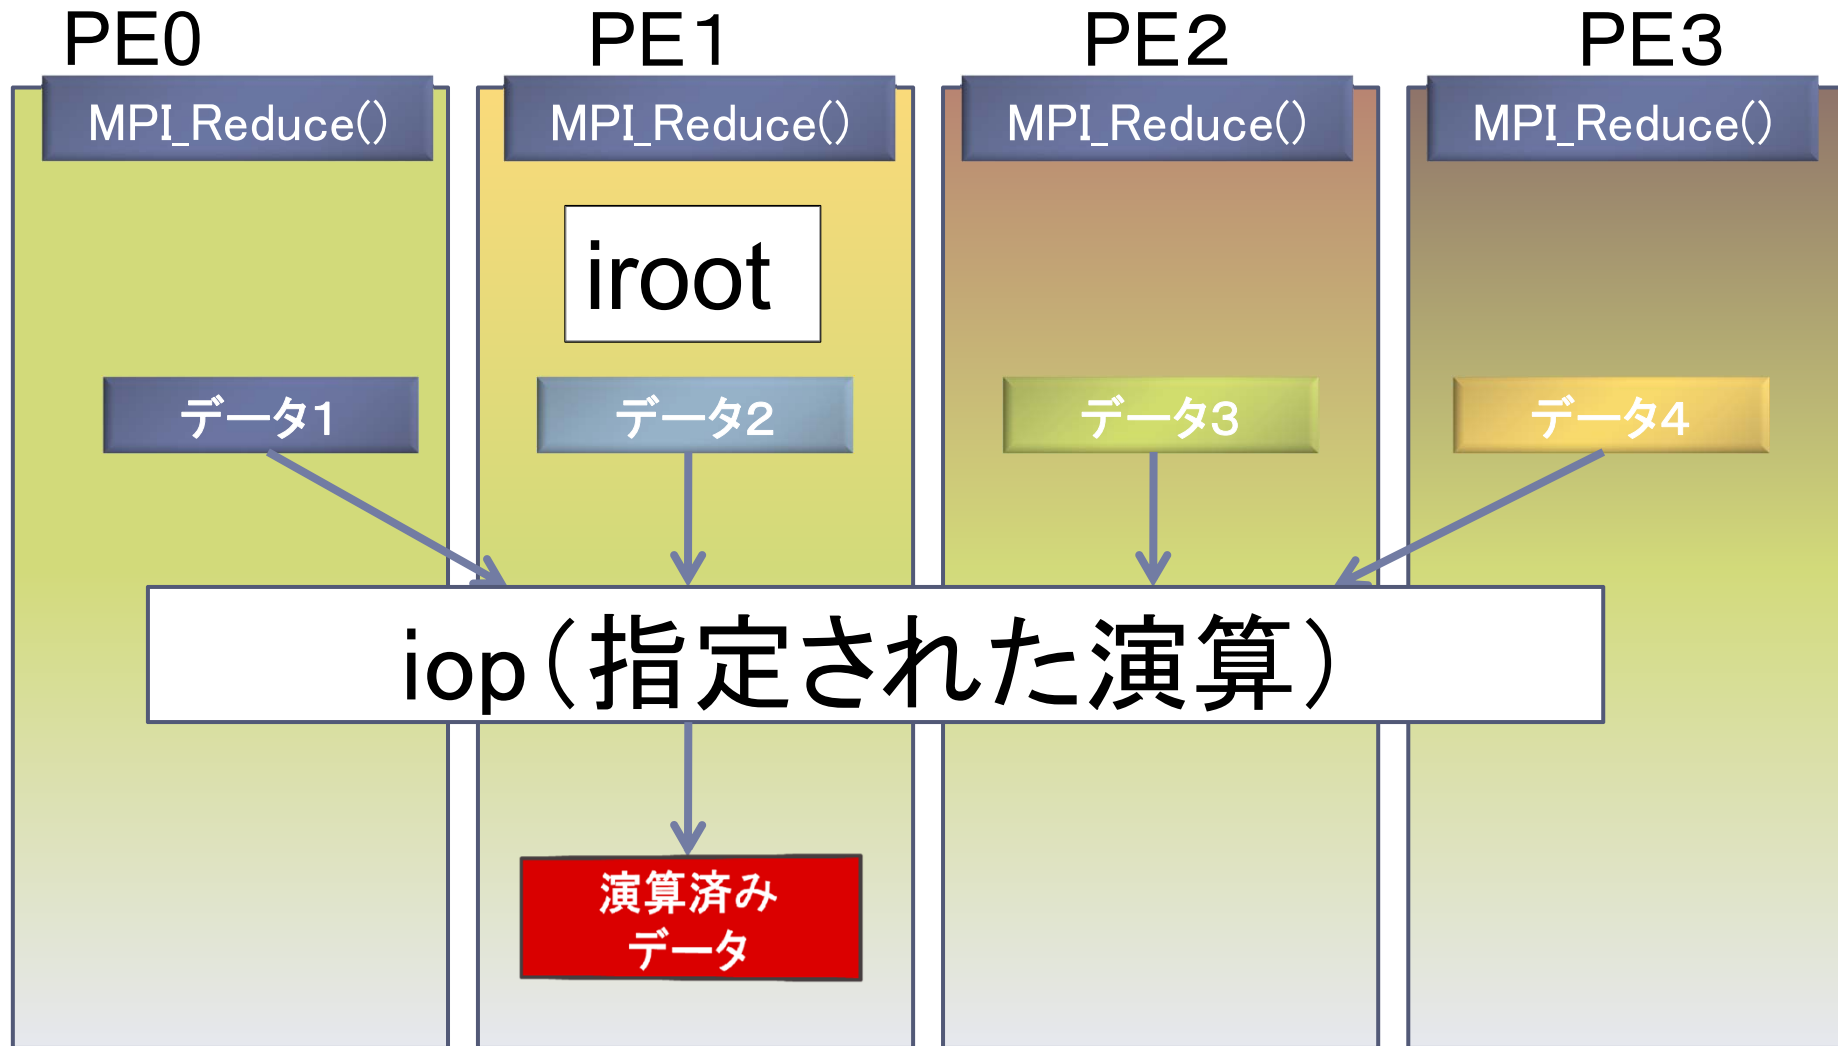 PE0 PE1 PE2 PE3
MPI_Reduce() MPI_Reduce() MPI_Reduce() MPI_Reduce()
iroot
データ1 データ2 データ3 データ4
iop(指定された演算)
演算済み
データ